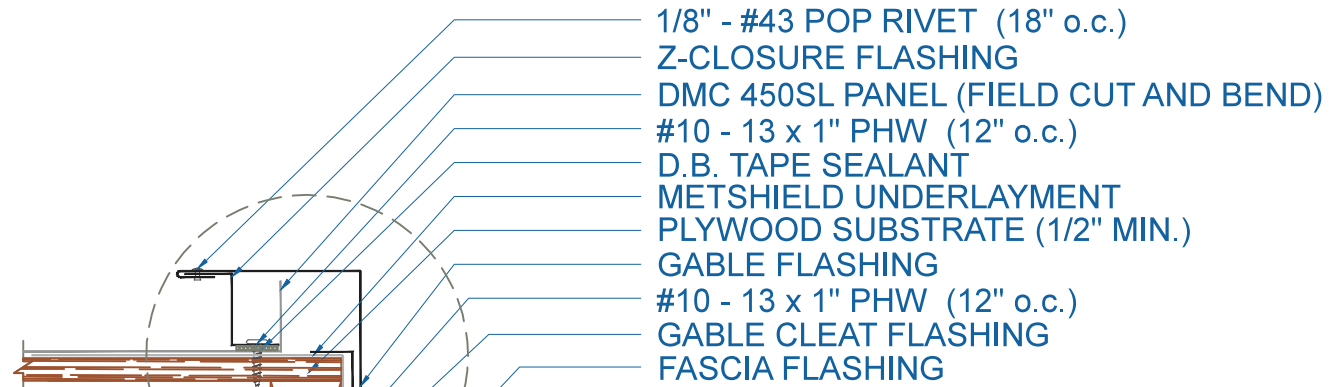 1/8" - #43 POP RIVET (18" o.c.)
Z-CLOSURE FLASHING
DMC 450SL PANEL (FIELD CUT AND BEND)
#10 - 13 x 1" PHW (12" o.c.)
D.B. TAPE SEALANT
METSHIELD UNDERLAYMENT
PLYWOOD SUBSTRATE (1/2" MIN.)
GABLE FLASHING
#10 - 13 x 1" PHW (12" o.c.)
GABLE CLEAT FLASHING
FASCIA FLASHING